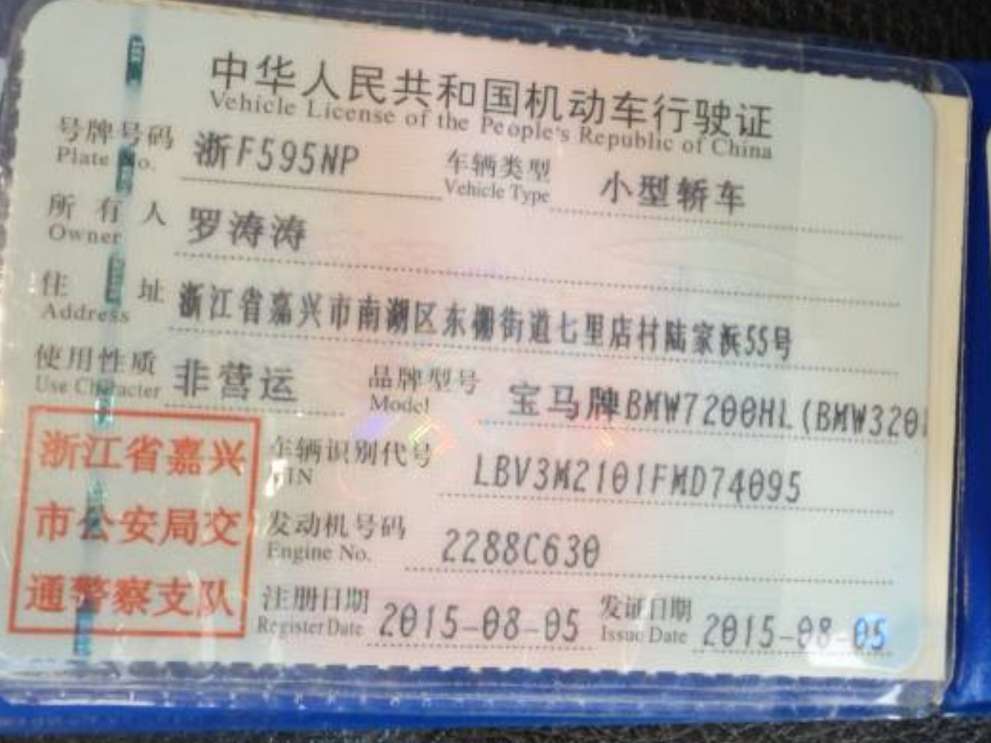 中华人民共和国机动车行驶证
Vehicle License of the People's Republic of China
号牌号码 浙F595NP 车辆类型 小型轿车
Plate No. Vehicle Type
所有人 罗涛涛
Owner
住址 浙江省嘉兴市南湖区东栅街道七里店村陆家浜55号
Address
使用性质 非营运 品牌型号 宝马牌BMW7200HL(BMW320
Use Character Model
浙江省嘉兴 车辆识别代号 LBV3M2101FMD74095
VIN
市公安局交 发动机号码 2288C630
Engine No.
通警察支队 注册日期 2015-08-05 发证日期 2015-08-05
Register Date Issue Date